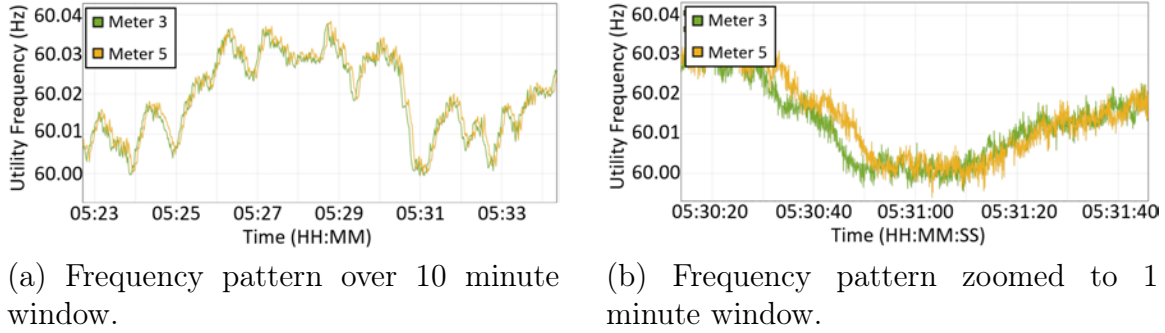 Utility Frequency (Hz)
60.04
60.03
60.02
60.01
60.00
Meter 3
Meter 5
05:23
05:25
05:27
05:29
05:31
05:33
Time (HH:MM)
(a) Frequency pattern over 10 minute
window.
Utility Frequency (Hz)
60.04
60.03
60.02
60.01
60.00
Meter 3
Meter 5
05:30:20
05:30:40
05:31:00
05:31:20
05:31:40
Time (HH:MM:SS)
(b) Frequency pattern zoomed to 1
minute window.